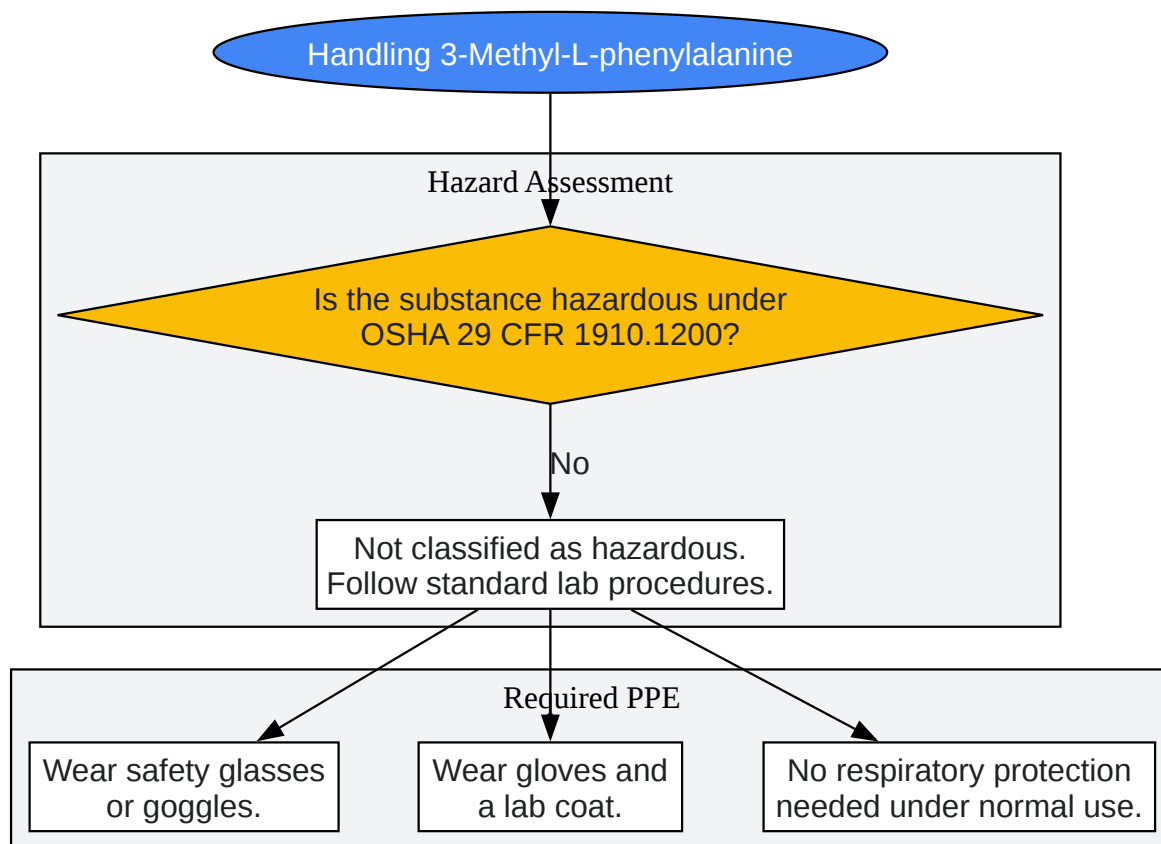 Handling 3-Methyl-L-phenylalanine
Hazard Assessment
Is the substance hazardous under
OSHA 29 CFR 1910.1200?
No
Not classified as hazardous.
Follow standard lab procedures.
Required PPE
Wear safety glasses
or goggles.
Wear gloves and
a lab coat.
No respiratory protection
needed under normal use.